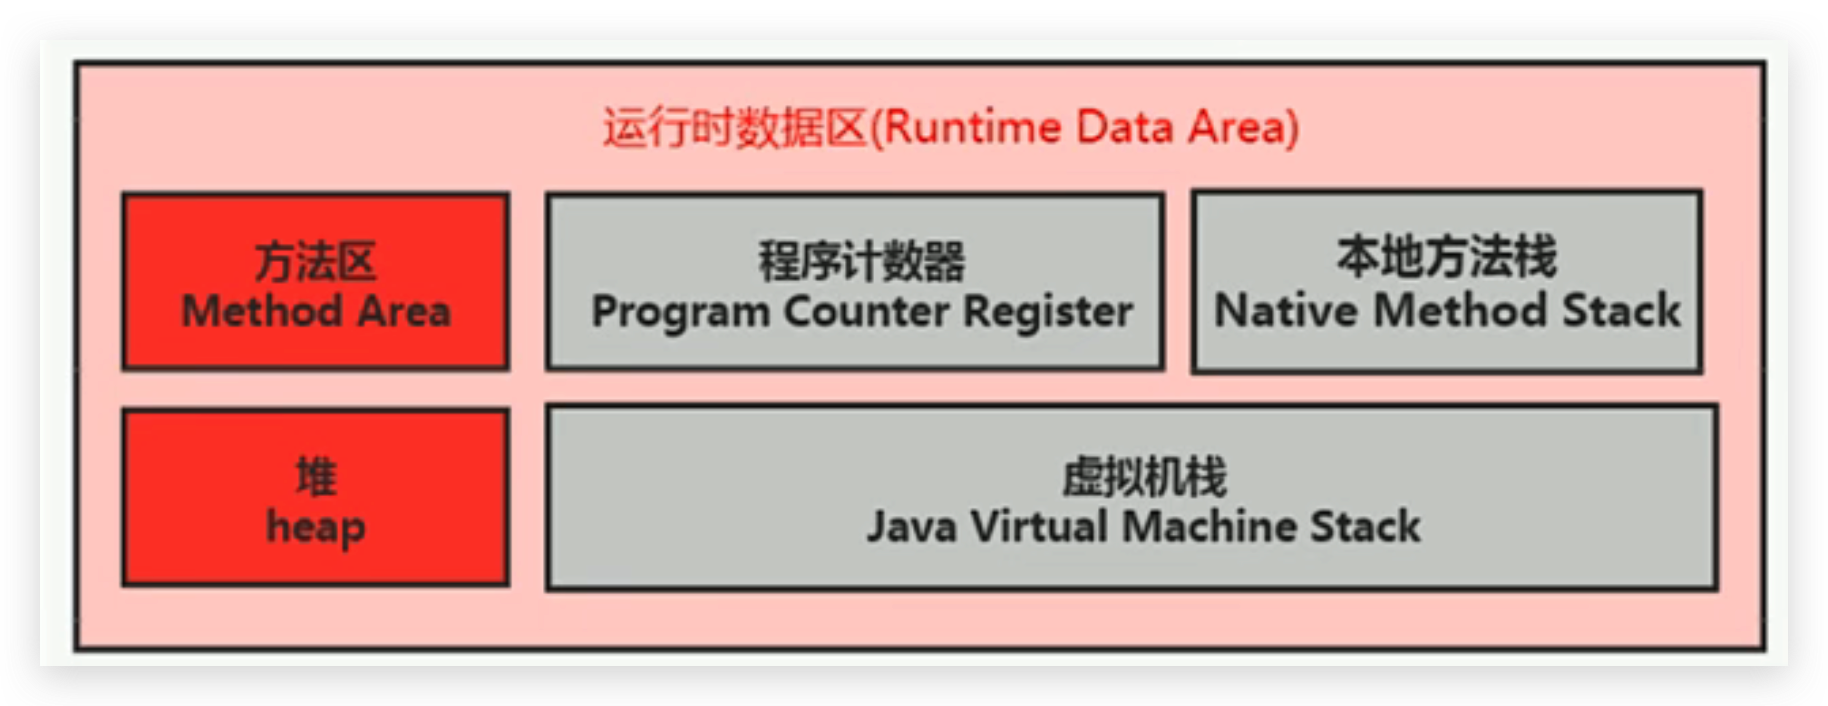 运行时数据区(Runtime Data Area)
方法区
Method Area
程序计数器
Program Counter Register
本地方法栈
Native Method Stack
堆
heap
虚拟机栈
Java Virtual Machine Stack